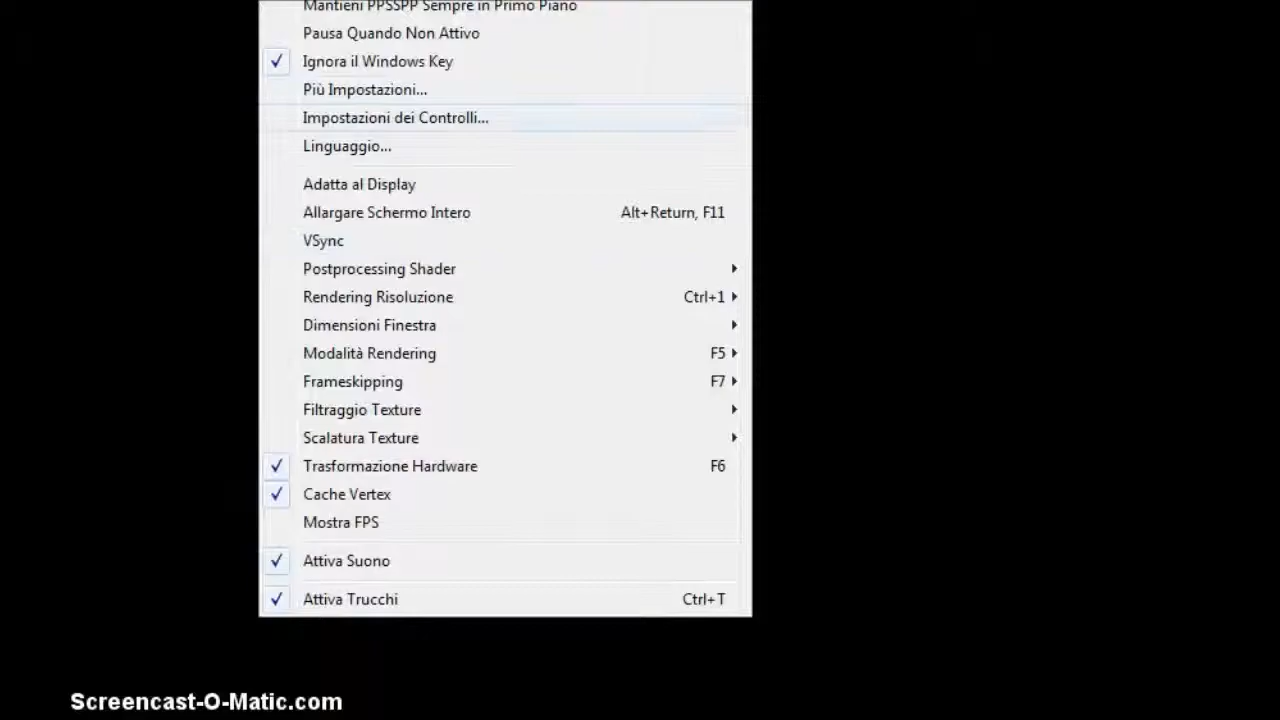 Mantieni PPSSPP Sempre in Primo Piano
Pausa Quando Non Attivo
Ignora il Windows Key
Più Impostazioni...
Impostazioni dei Controlli...
Linguaggio...
Adatta al Display
Allargare Schermo Intero Alt+Return, F11
VSync
Postprocessing Shader
Rendering Risoluzione Ctrl+1
Dimensioni Finestra
Modalità Rendering F5
Frameskipping F7
Filtraggio Texture
Scalatura Texture
Trasformazione Hardware F6
Cache Vertex
Mostra FPS
Attiva Suono
Attiva Trucchi Ctrl+T
Screencast-O-Matic.com